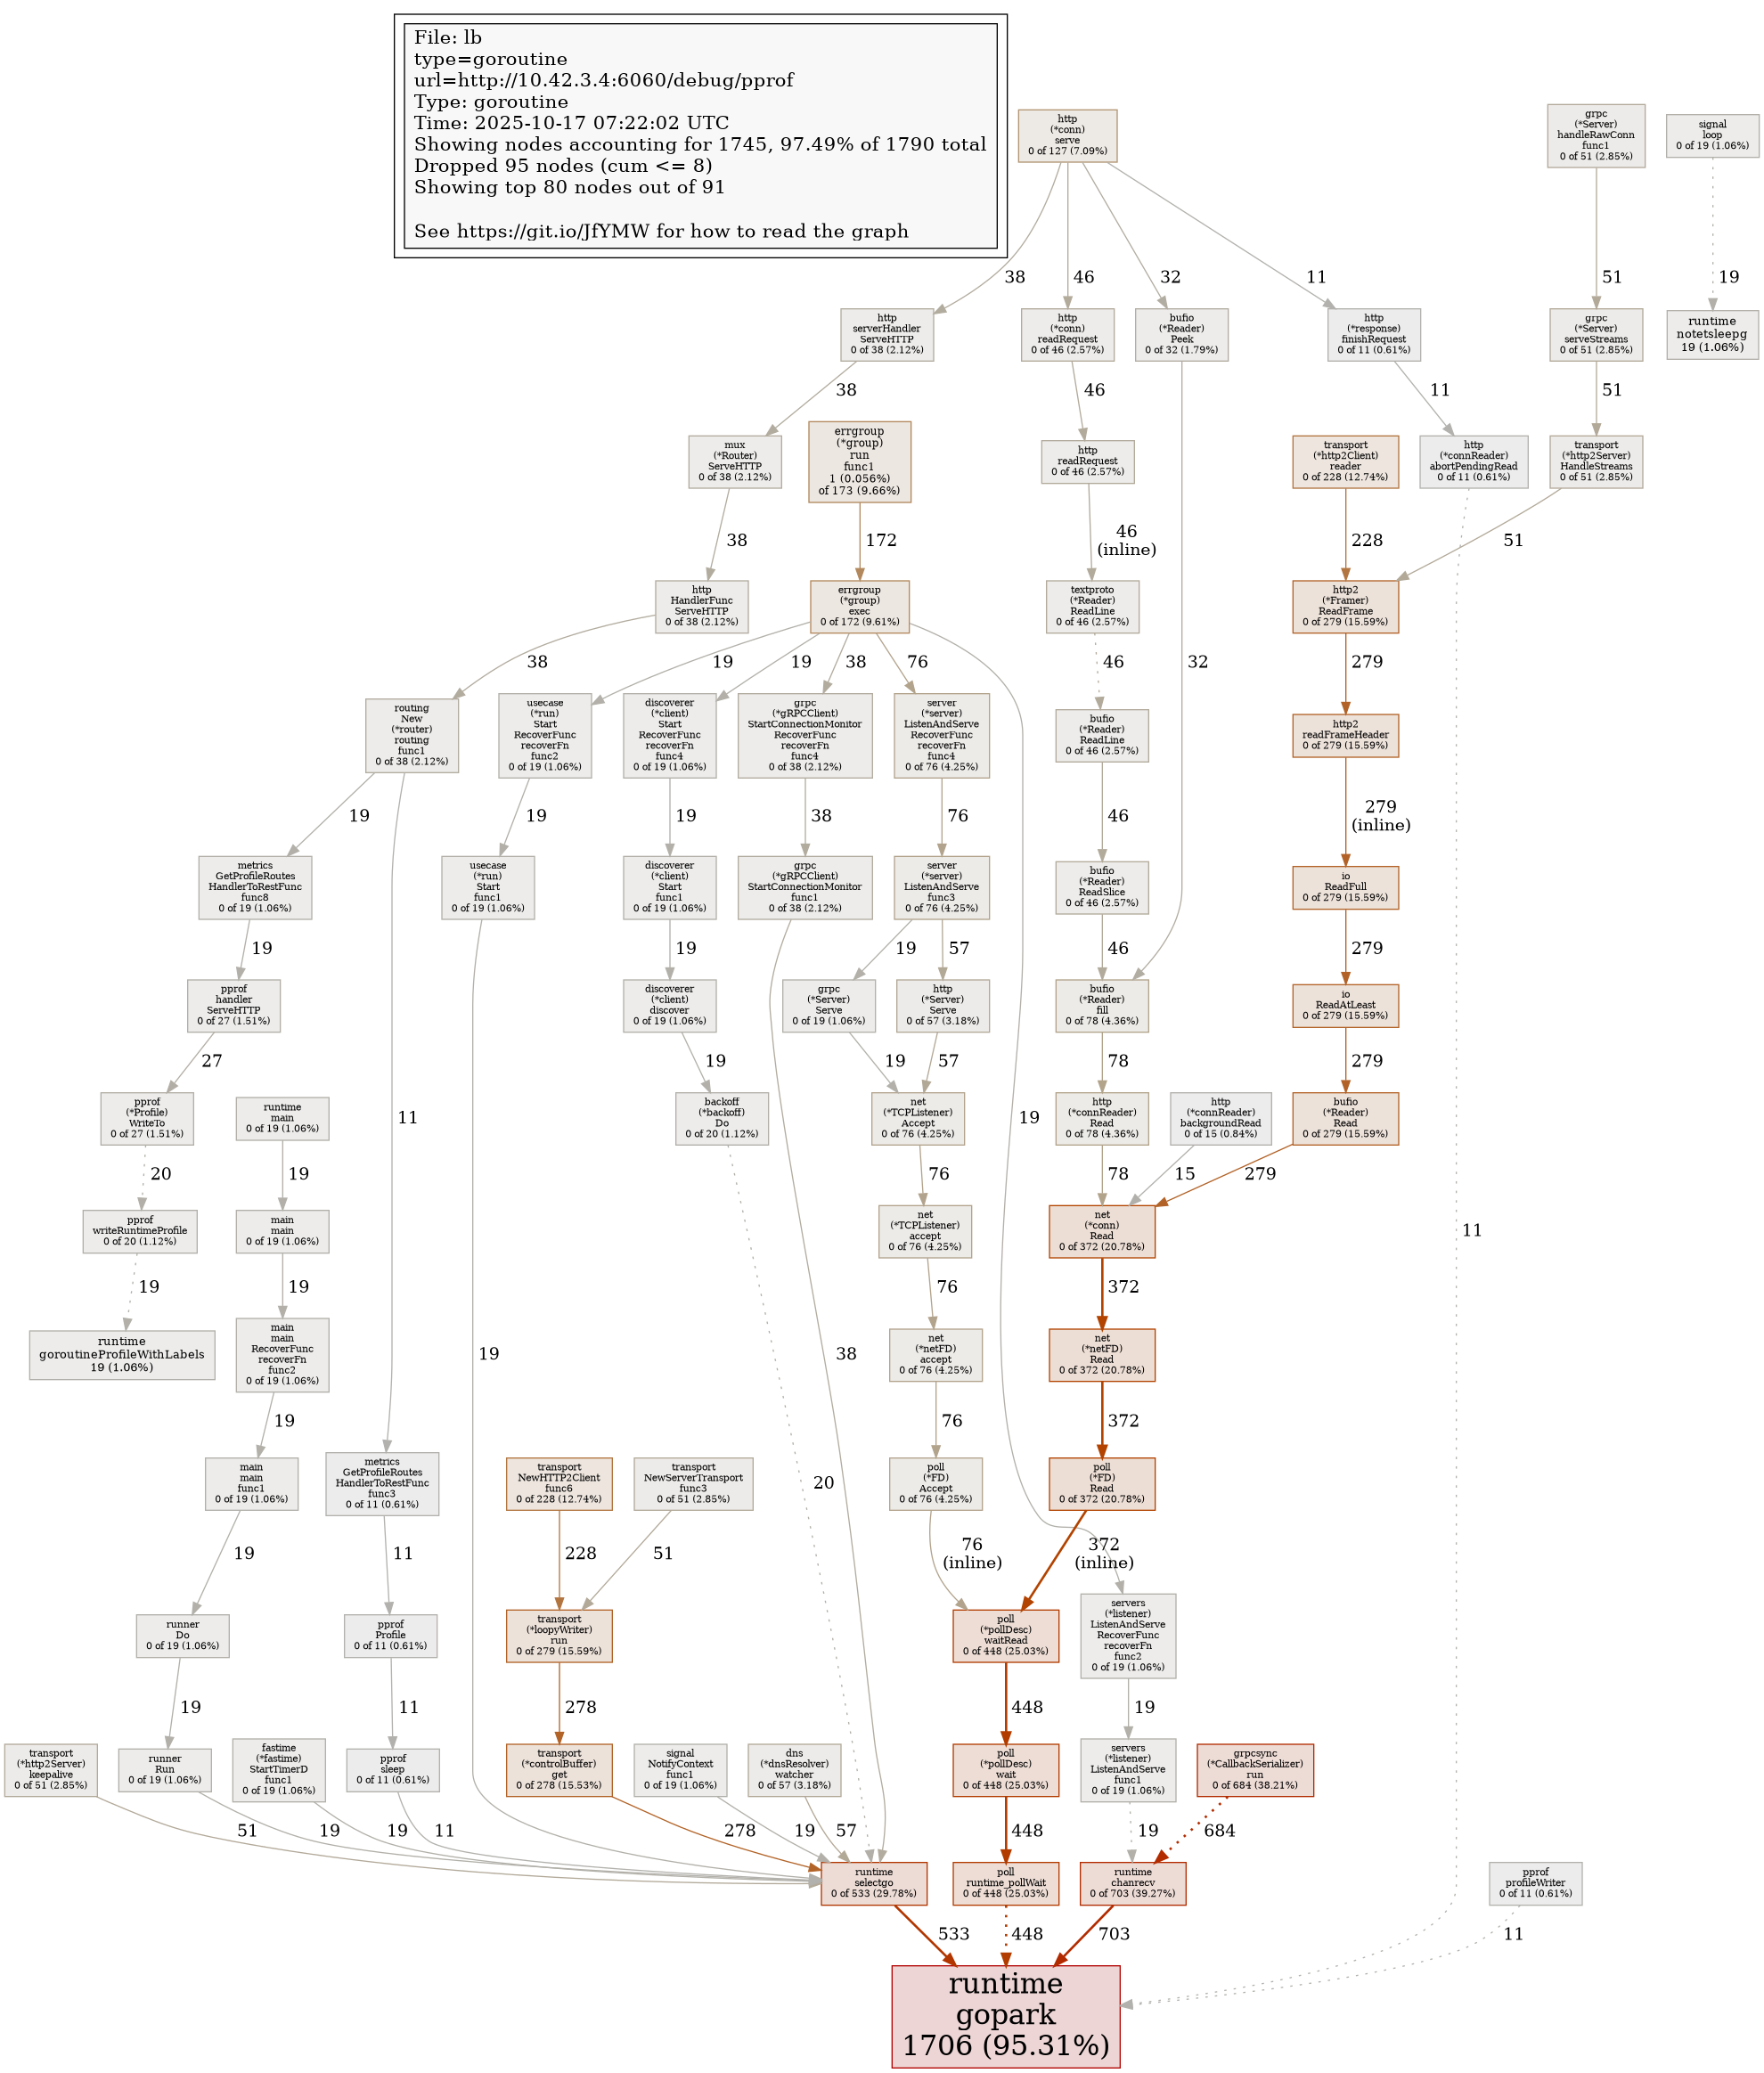 File: lb
type=goroutine
url=http://10.42.3.4:6060/debug/pprof
Type: goroutine
Time: 2025-10-17 07:22:02 UTC
Showing nodes accounting for 1745, 97.49% of 1790 total
Dropped 95 nodes (cum <= 8)
Showing top 80 nodes out of 91
See https://git.io/JfYMW for how to read the graph
http
(*conn)
serve
0 of 127 (7.09%)
grpc
(*Server)
handleRawConn
func1
0 of 51 (2.85%)
signal
loop
0 of 19 (1.06%)
38
46
32
11
51
19
http
serverHandler
ServeHTTP
0 of 38 (2.12%)
http
(*conn)
readRequest
0 of 46 (2.57%)
bufio
(*Reader)
Peek
0 of 32 (1.79%)
http
(*response)
finishRequest
0 of 11 (0.61%)
grpc
(*Server)
serveStreams
0 of 51 (2.85%)
runtime
notetsleepg
19 (1.06%)
38
46
11
51
mux
(*Router)
ServeHTTP
0 of 38 (2.12%)
errgroup
(*group)
run
func1
1 (0.056%)
of 173 (9.66%)
http
readRequest
0 of 46 (2.57%)
transport
(*http2Client)
reader
0 of 228 (12.74%)
http
(*connReader)
abortPendingRead
0 of 11 (0.61%)
transport
(*http2Server)
HandleStreams
0 of 51 (2.85%)
38
172
46
(inline)
228
51
http
HandlerFunc
ServeHTTP
0 of 38 (2.12%)
errgroup
(*group)
exec
0 of 172 (9.61%)
textproto
(*Reader)
ReadLine
0 of 46 (2.57%)
http2
(*Framer)
ReadFrame
0 of 279 (15.59%)
38
19
19
38
76
46
32
279
routing
New
(*router)
routing
func1
0 of 38 (2.12%)
usecase
(*run)
Start
RecoverFunc
recoverFn
func2
0 of 19 (1.06%)
discoverer
(*client)
Start
RecoverFunc
recoverFn
func4
0 of 19 (1.06%)
grpc
(*gRPCClient)
StartConnectionMonitor
RecoverFunc
recoverFn
func4
0 of 38 (2.12%)
server
(*server)
ListenAndServe
RecoverFunc
recoverFn
func4
0 of 76 (4.25%)
bufio
(*Reader)
ReadLine
0 of 46 (2.57%)
http2
readFrameHeader
0 of 279 (15.59%)
19
19
19
38
76
46
279
(inline)
metrics
GetProfileRoutes
HandlerToRestFunc
func8
0 of 19 (1.06%)
usecase
(*run)
Start
func1
0 of 19 (1.06%)
discoverer
(*client)
Start
func1
0 of 19 (1.06%)
grpc
(*gRPCClient)
StartConnectionMonitor
func1
0 of 38 (2.12%)
server
(*server)
ListenAndServe
func3
0 of 76 (4.25%)
bufio
(*Reader)
ReadSlice
0 of 46 (2.57%)
io
ReadFull
0 of 279 (15.59%)
19
19
19
57
46
279
pprof
handler
ServeHTTP
0 of 27 (1.51%)
discoverer
(*client)
discover
0 of 19 (1.06%)
grpc
(*Server)
Serve
0 of 19 (1.06%)
http
(*Server)
Serve
0 of 57 (3.18%)
bufio
(*Reader)
fill
0 of 78 (4.36%)
io
ReadAtLeast
0 of 279 (15.59%)
27
19
19
57
78
279
pprof
(*Profile)
WriteTo
0 of 27 (1.51%)
runtime
main
0 of 19 (1.06%)
11
backoff
(*backoff)
Do
0 of 20 (1.12%)
net
(*TCPListener)
Accept
0 of 76 (4.25%)
19
http
(*connReader)
Read
0 of 78 (4.36%)
http
(*connReader)
backgroundRead
0 of 15 (0.84%)
bufio
(*Reader)
Read
0 of 279 (15.59%)
20
19
76
78
15
279
pprof
writeRuntimeProfile
0 of 20 (1.12%)
main
main
0 of 19 (1.06%)
net
(*TCPListener)
accept
0 of 76 (4.25%)
net
(*conn)
Read
0 of 372 (20.78%)
11
19
19
76
372
runtime
goroutineProfileWithLabels
19 (1.06%)
main
main
RecoverFunc
recoverFn
func2
0 of 19 (1.06%)
19
38
net
(*netFD)
accept
0 of 76 (4.25%)
net
(*netFD)
Read
0 of 372 (20.78%)
19
76
372
main
main
func1
0 of 19 (1.06%)
metrics
GetProfileRoutes
HandlerToRestFunc
func3
0 of 11 (0.61%)
transport
NewHTTP2Client
func6
0 of 228 (12.74%)
transport
NewServerTransport
func3
0 of 51 (2.85%)
20
poll
(*FD)
Accept
0 of 76 (4.25%)
poll
(*FD)
Read
0 of 372 (20.78%)
19
11
228
51
76
(inline)
372
(inline)
runner
Do
0 of 19 (1.06%)
pprof
Profile
0 of 11 (0.61%)
transport
(*loopyWriter)
run
0 of 279 (15.59%)
poll
(*pollDesc)
waitRead
0 of 448 (25.03%)
servers
(*listener)
ListenAndServe
RecoverFunc
recoverFn
func2
0 of 19 (1.06%)
19
11
278
448
19
transport
(*http2Server)
keepalive
0 of 51 (2.85%)
runner
Run
0 of 19 (1.06%)
fastime
(*fastime)
StartTimerD
func1
0 of 19 (1.06%)
pprof
sleep
0 of 11 (0.61%)
transport
(*controlBuffer)
get
0 of 278 (15.53%)
signal
NotifyContext
func1
0 of 19 (1.06%)
dns
(*dnsResolver)
watcher
0 of 57 (3.18%)
poll
(*pollDesc)
wait
0 of 448 (25.03%)
servers
(*listener)
ListenAndServe
func1
0 of 19 (1.06%)
grpcsync
(*CallbackSerializer)
run
0 of 684 (38.21%)
51
19
19
11
278
19
57
448
19
684
runtime
selectgo
0 of 533 (29.78%)
poll
runtime_pollWait
0 of 448 (25.03%)
runtime
chanrecv
0 of 703 (39.27%)
pprof
profileWriter
0 of 11 (0.61%)
533
448
703
11
runtime
gopark
1706 (95.31%)